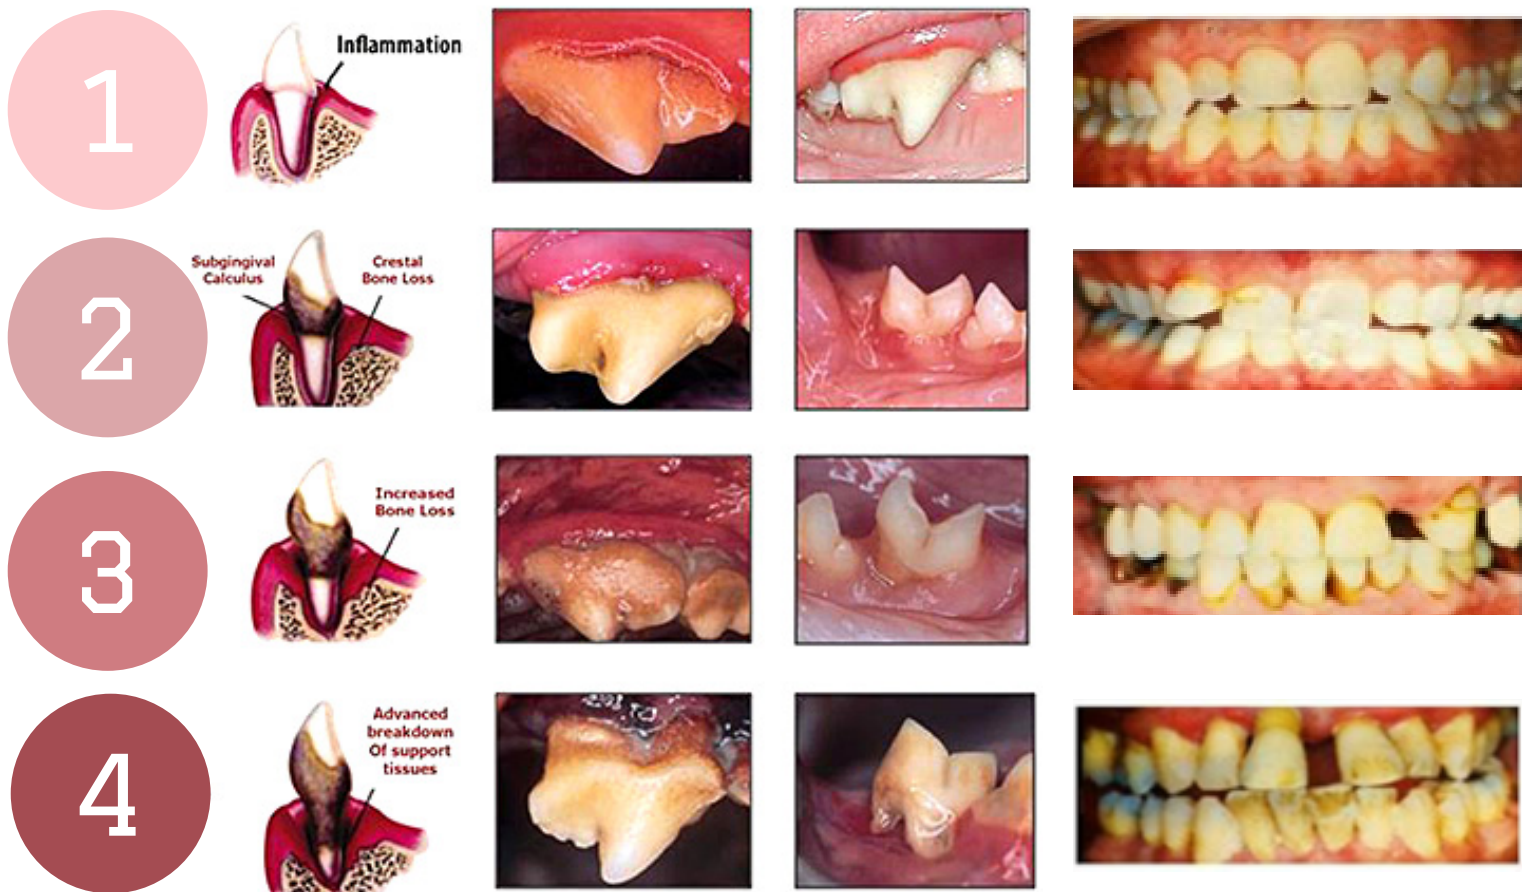 1
Inflammation
2
Subgingival
Calculus
Crestal
Bone Loss
3
Increased
Bone Loss
4
Advanced
breakdown
Of support
tissues